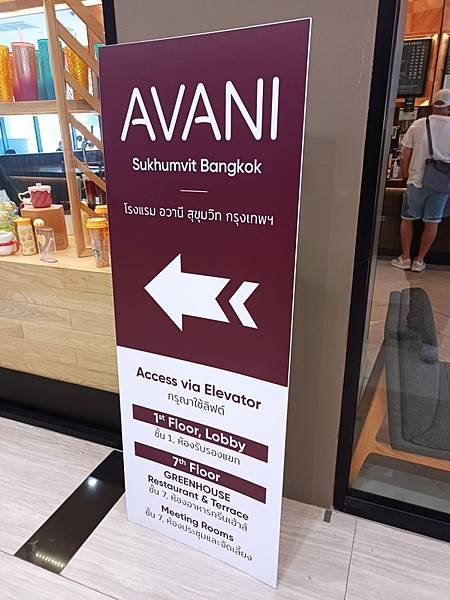 AVANI
Sukhumvit Bangkok
โรงแรม อวานี สุขุมวิท กรุงเทพฯ
Access via Elevator
กรุณาใช้ลิฟต์
1st Floor, Lobby
ชั้น 1, ห้องรับรองแขก
7th Floor
GREENHOUSE
Restaurant & Terrace
ชั้น 7, ห้องอาหารกรีนเฮ้าส์
Meeting Rooms
ชั้น 7, ห้องประชุมและจัดเลี้ยง